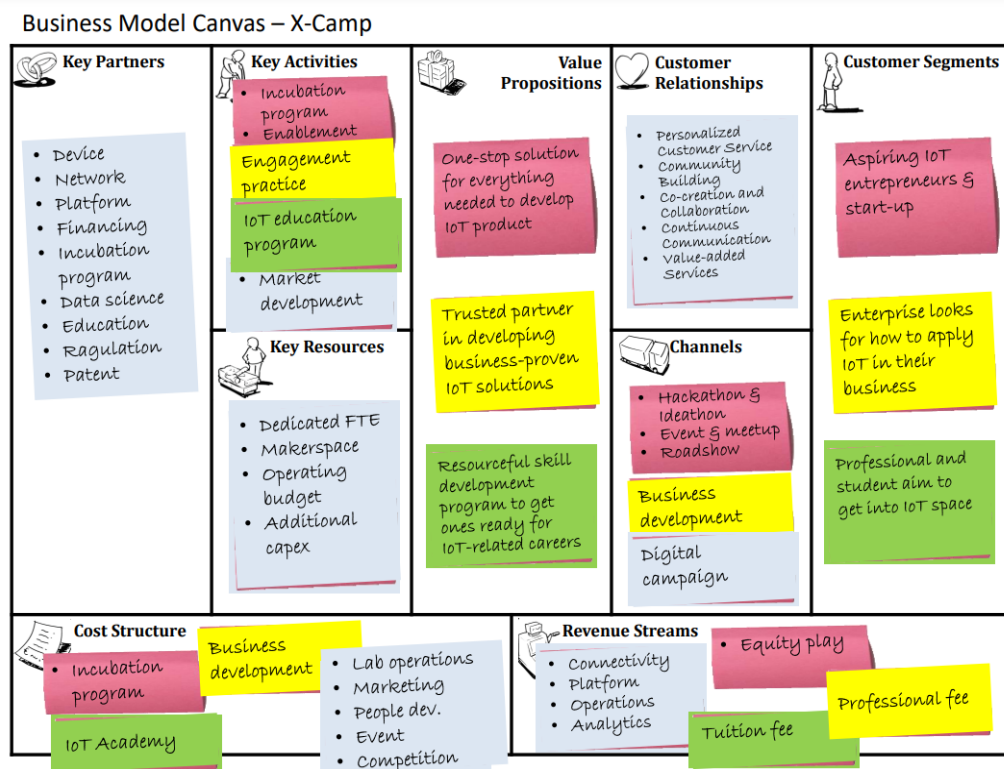 Business Model Canvas – X-Camp
Key Partners
• Device
• Network
• Platform
• Financing
• Incubation
program
• Data science
• Education
• Ragulation
• Patent
Key Activities
• Incubation
program
• Enablement
Engagement
practice
IoT education
program
• Market
development
Key Resources
• Dedicated FTE
• Makerspace
• Operating
budget
• Additional
capex
Value
Propositions
One-stop solution
for everything
needed to develop
IoT product
Trusted partner
in developing
business-proven
IoT solutions
Resourceful skill
development
program to get
ones ready for
IoT-related careers
Customer
Relationships
• Personalized
Customer Service
• Community
Building
• Co-creation and
Collaboration
• Continuous
Communication
• Value-added
Services
Channels
• Hackathon &
Ideathon
• Event & meetup
• Roadshow
Business
development
Digital
campaign
Customer Segments
Aspiring IoT
entrepreneurs &
start-up
Enterprise looks
for how to apply
IoT in their
business
Professional and
student aim to
get into IoT space
Cost Structure
• Incubation
program
Business
development
IoT Academy
• Lab operations
• Marketing
• People dev.
• Event
• Competition
Revenue Streams
• Connectivity
• Platform
• Operations
• Analytics
• Equity play
Tuition fee
Professional fee